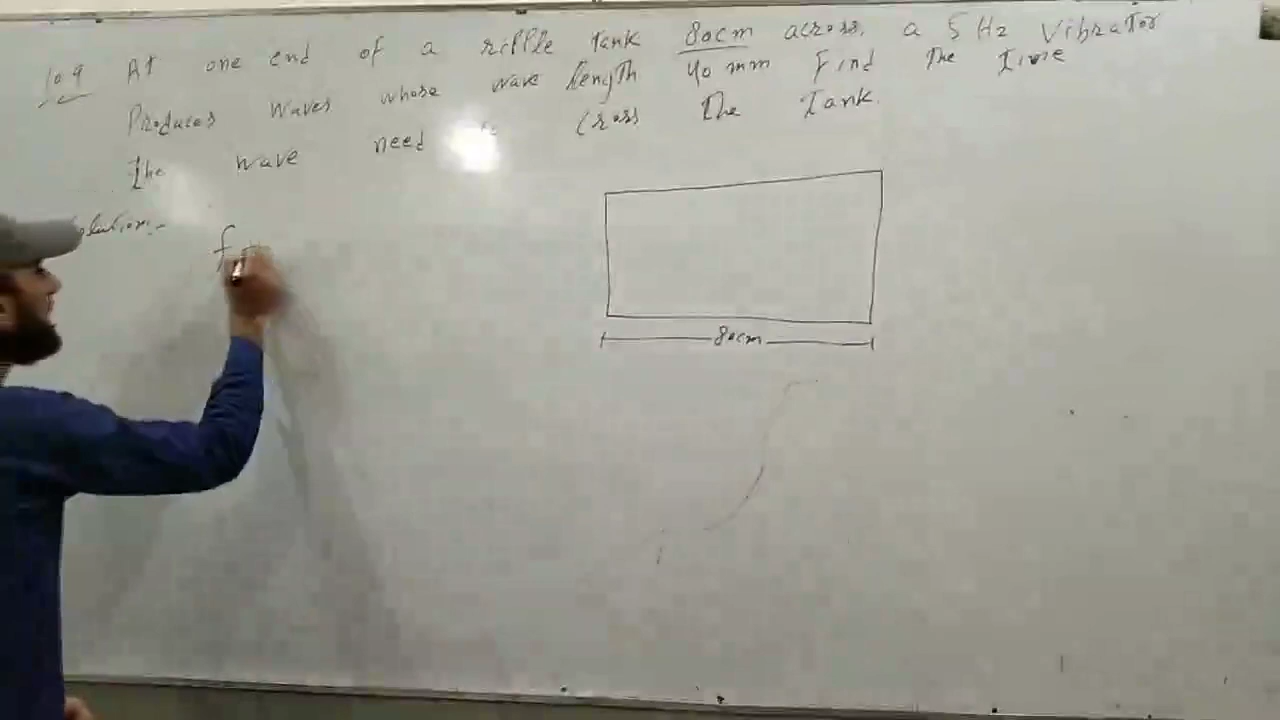 10.9 At one end of a ripple Tank 80cm across, a 5 Hz Vibrator
Produces waves whose wave length 40 mm Find The Time
The wave need to cross The Tank.
Solution:-
f
80cm